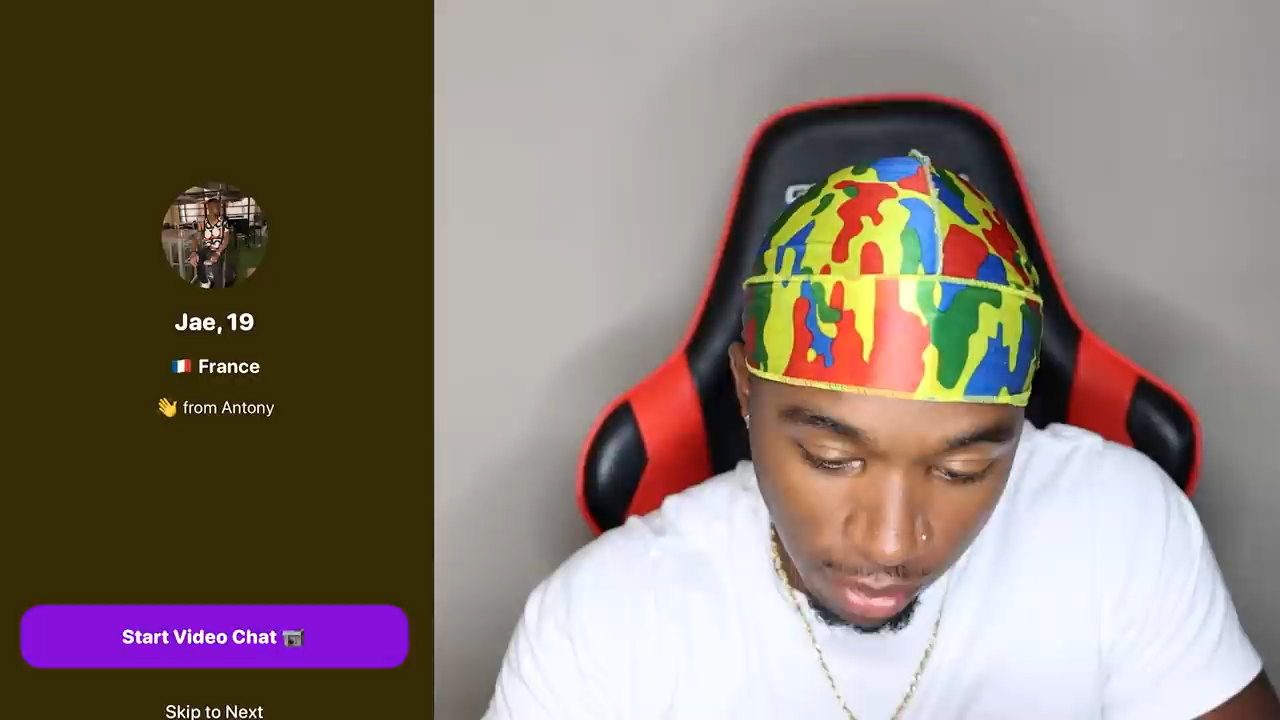 Jae, 19
🇫🇷 France
👋 from Antony
Start Video Chat 📹
Skip to Next